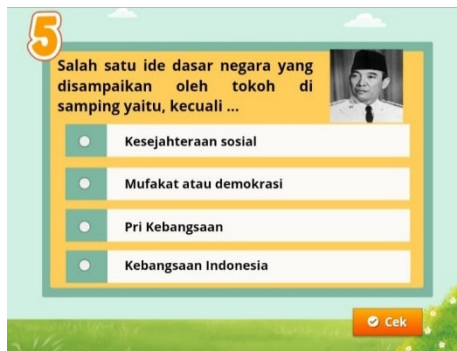 5
Salah satu ide dasar negara yang
disampaikan oleh tokoh di
samping yaitu, kecuali ...
Kesejahteraan sosial
Mufakat atau demokrasi
Pri Kebangsaan
Kebangsaan Indonesia
Cek